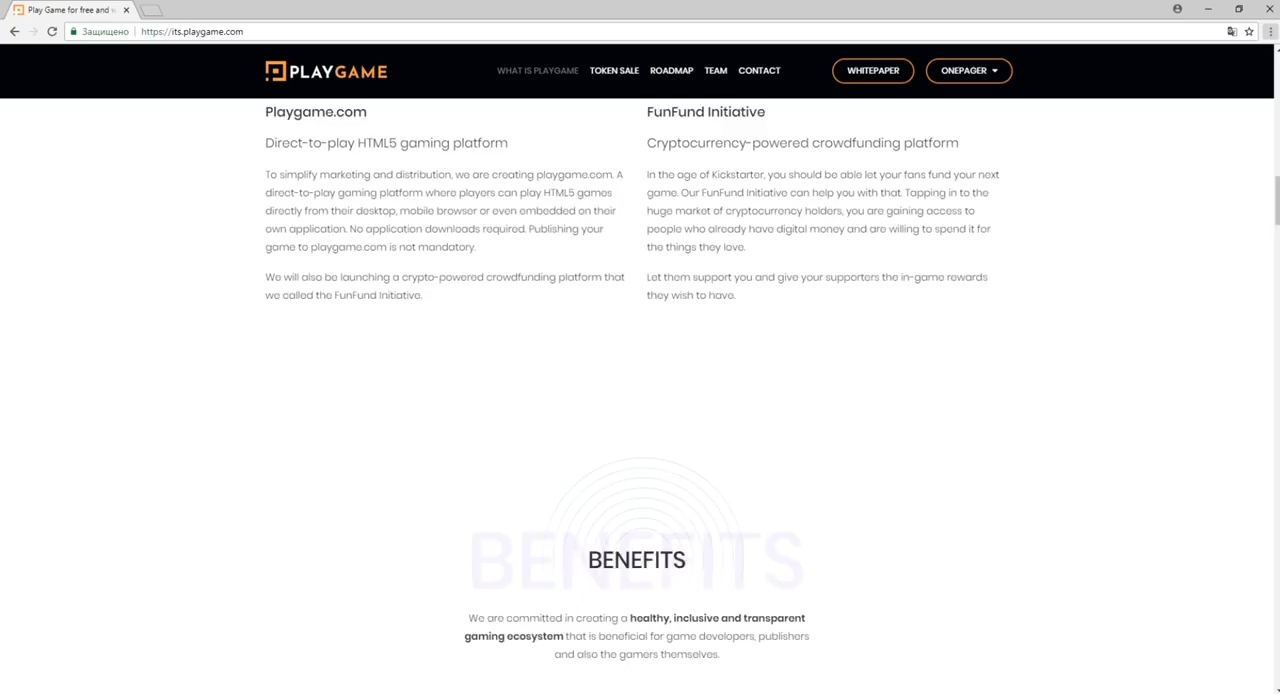 Play Game for free and
Защищено
https://its.playgame.com
PLAYGAME
WHAT IS PLAYGAME
TOKEN SALE
ROADMAP
TEAM
CONTACT
WHITEPAPER
ONEPAGER
Playgame.com
Direct-to-play HTML5 gaming platform
To simplify marketing and distribution, we are creating playgame.com. A
direct-to-play gaming platform where players can play HTML5 games
directly from their desktop, mobile browser or even embedded on their
own application. No application downloads required. Publishing your
game to playgame.com is not mandatory.
We will also be launching a crypto-powered crowdfunding platform that
we called the FunFund Initiative.
FunFund Initiative
Cryptocurrency-powered crowdfunding platform
In the age of Kickstarter, you should be able let your fans fund your next
game. Our FunFund Initiative can help you with that. Tapping in to the
huge market of cryptocurrency holders, you are gaining access to
people who already have digital money and are willing to spend it for
the things they love.
Let them support you and give your supporters the in-game rewards
they wish to have.
BENEFITS
BENEFITS
We are committed in creating a healthy, inclusive and transparent
gaming ecosystem that is beneficial for game developers, publishers
and also the gamers themselves.